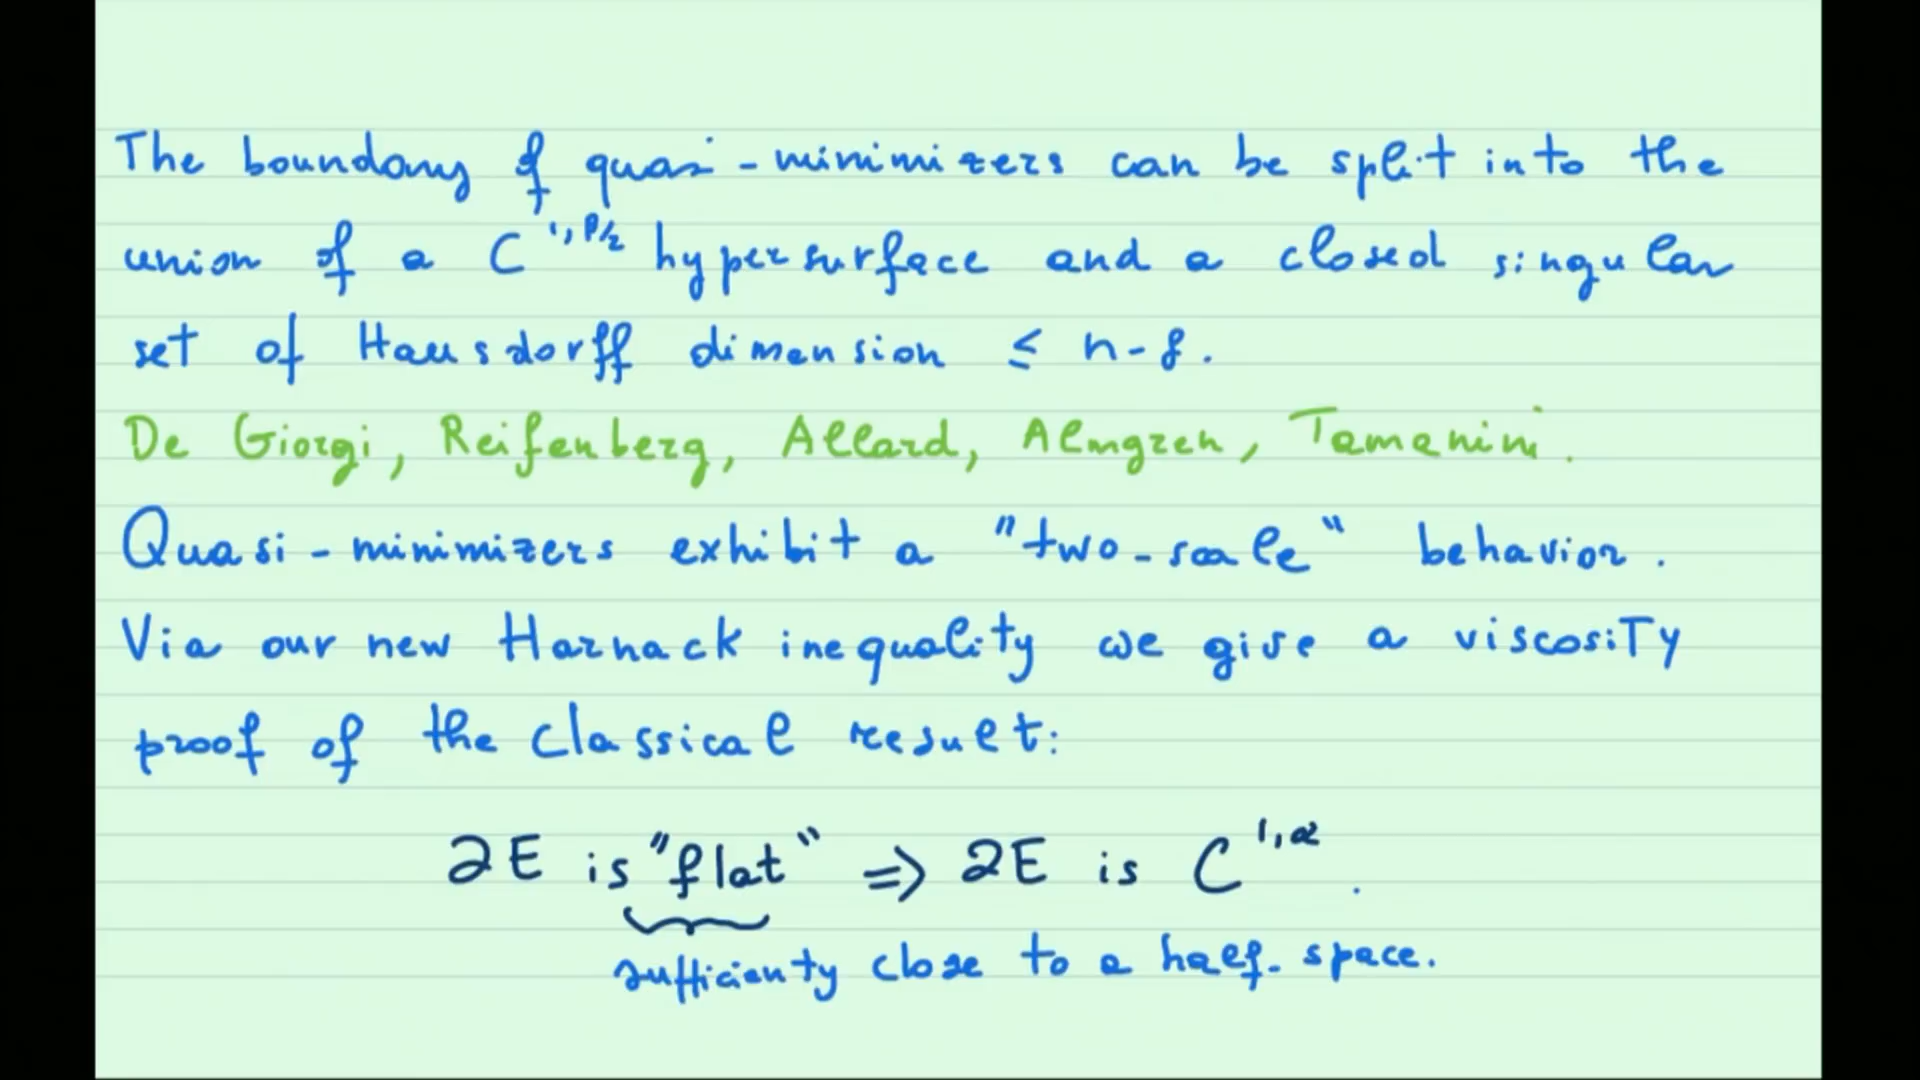 The boundary of quasi-minimizers can be split into the
union of a C^{1,β/2} hypersurface and a closed singular
set of Hausdorff dimension ≤ n-8.
De Giorgi, Reifenberg, Allard, Almgren, Tamanini.
Quasi-minimizers exhibit a "two-scale" behavior.
Via our new Harnack inequality we give a viscosity
proof of the classical result:
∂E is "flat" => ∂E is C^{1,α}.
sufficienty close to a half-space.